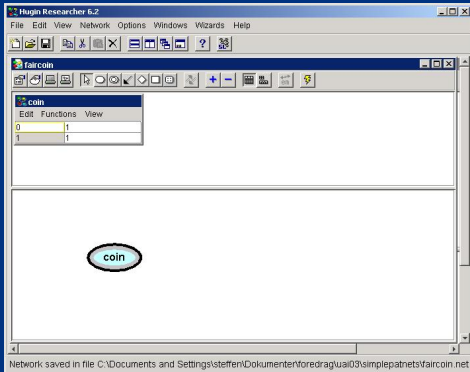 Hugin Researcher 6.2
File Edit View Network Options Windows Wizards Help
faircoin
coin
Edit Functions View
0 1
1 1
coin
Network saved in file C:\Documents and Settings\steffen\Dokumenter\foredrag\uai03\simplepatnets\faircoin.net